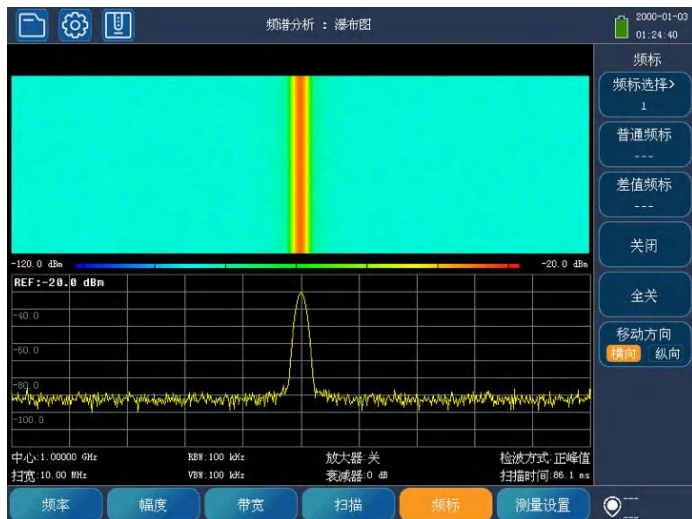 频谱分析 : 瀑布图
2000-01-03
01:24:40
频标
频标选择>
1
普通频标
---
差值频标
---
关闭
全关
移动方向
横向 纵向
-120.0 dBm
-20.0 dBm
REF:-20.0 dBm
-40.0
-60.0
-80.0
-100.0
中心:1.00000 GHz RBW:100 kHz 放大器:关 检波方式:正峰值
扫宽:10.00 MHz VBW:100 kHz 衰减器:0 dB 扫描时间:86.1 ms
频率 幅度 带宽 扫描 频标 测量设置 ---
---